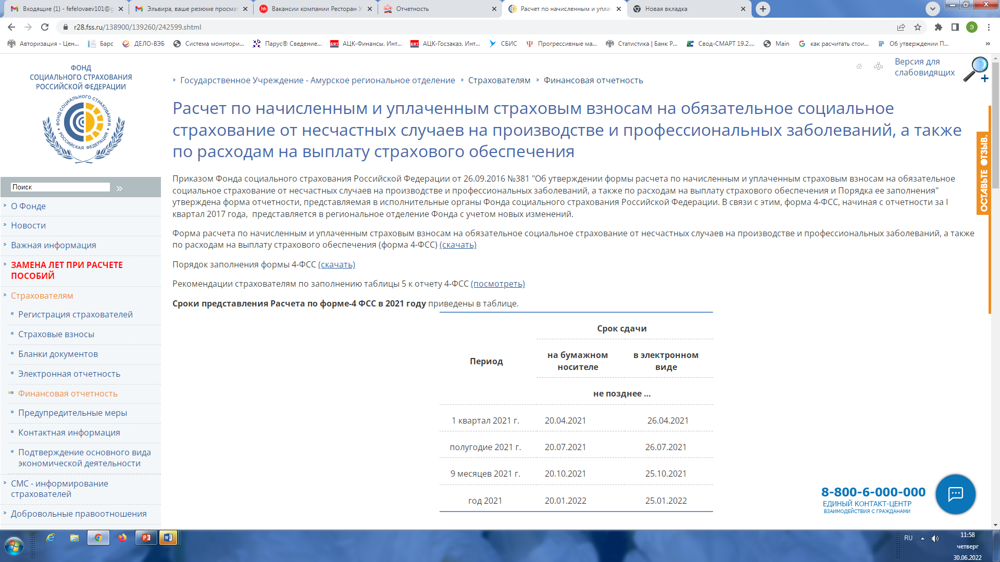 Входящие (1) - fefelovaev101@g
Эльвира, ваше резюме просмат
Вакансии компании Ресторан У
Отчетность
Расчет по начисленным и упла
Новая вкладка
r28.fss.ru/138900/139260/242599.shtml
Э
Авторизация - Цен...
Барс
ДЕЛО-ВЭБ
Система монитори...
Парус® Сведение...
АЦК-Финансы. Инт...
АЦК-Госзаказ. Инт...
СБИС
Прогрессивные ма...
Статистика | Банк Р...
Свод-СМАРТ 19.2....
Main
как расчитать стои...
Об утверждении П...
»
ФОНД
СОЦИАЛЬНОГО СТРАХОВАНИЯ
РОССИЙСКОЙ ФЕДЕРАЦИИ
ФОНД СОЦИАЛЬНОГО СТРАХОВАНИЯ
РОССИЙСКАЯ ФЕДЕРАЦИЯ
Поиск
О Фонде
Новости
Важная информация
ЗАМЕНА ЛЕТ ПРИ РАСЧЕТЕ
ПОСОБИЙ
Страхователям
Регистрация страхователей
Страховые взносы
Бланки документов
Электронная отчетность
Финансовая отчетность
Предупредительные меры
Контактная информация
Подтверждение основного вида
экономической деятельности
СМС - информирование
страхователей
Добровольные правоотношения
Версия для
слабовидящих
Государственное Учреждение - Амурское региональное отделение
Страхователям
Финансовая отчетность
Расчет по начисленным и уплаченным страховым взносам на обязательное социальное
страхование от несчастных случаев на производстве и профессиональных заболеваний, а также
по расходам на выплату страхового обеспечения
Приказом Фонда социального страхования Российской Федерации от 26.09.2016 №381 "Об утверждении формы расчета по начисленным и уплаченным страховым взносам на обязательное
социальное страхование от несчастных случаев на производстве и профессиональных заболеваний, а также по расходам на выплату страхового обеспечения и Порядка ее заполнения"
утверждена форма отчетности, представляемая в исполнительные органы Фонда социального страхования Российской Федерации. В связи с этим, форма 4-ФСС, начиная с отчетности за I
квартал 2017 года,  представляется в региональное отделение Фонда с учетом новых изменений.
Форма расчета по начисленным и уплаченным страховым взносам на обязательное социальное страхование от несчастных случаев на производстве и профессиональных заболеваний, а также
по расходам на выплату страхового обеспечения (форма 4-ФСС) (скачать)
Порядок заполнения формы 4-ФСС (скачать)
Рекомендации страхователям по заполнению таблицы 5 к отчету 4-ФСС (посмотреть)
Сроки представления Расчета по форме-4 ФСС в 2021 году приведены в таблице.
Срок сдачи
Период
на бумажном
носителе
в электронном
виде
не позднее ...
1 квартал 2021 г. 20.04.2021 26.04.2021
полугодие 2021 г. 20.07.2021 26.07.2021
9 месяцев 2021 г. 20.10.2021 25.10.2021
год 2021 20.01.2022 25.01.2022
ОСТАВЬТЕ ОТЗЫВ.
8-800-6-000-000
ЕДИНЫЙ КОНТАКТ-ЦЕНТР
ВЗАИМОДЕЙСТВИЯ С ГРАЖДАНАМИ
RU
11:58
четверг
30.06.2022